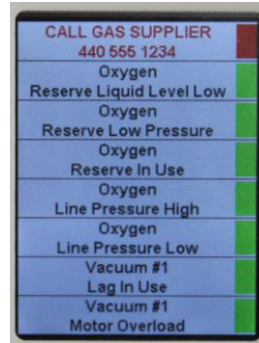 CALL GAS SUPPLIER
440 555 1234
Oxygen
Reserve Liquid Level Low
Oxygen
Reserve Low Pressure
Oxygen
Reserve In Use
Oxygen
Line Pressure High
Oxygen
Line Pressure Low
Vacuum #1
Lag In Use
Vacuum #1
Motor Overload